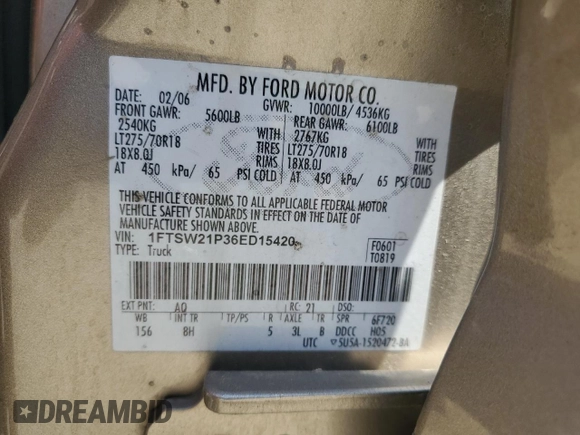 MFD. BY FORD MOTOR CO.
DATE: 02/06 GVWR: 10000LB/ 4536KG
FRONT GAWR: 5600LB REAR GAWR: 6100LB
2540KG WITH 2767KG WITH
LT275/70R18 TIRES LT275/70R18 TIRES
18X8.0J RIMS 18X8.0J RIMS
AT 450 kPa/ 65 PSI COLD AT 450 kPa/ 65 PSI COLD
THIS VEHICLE CONFORMS TO ALL APPLICABLE FEDERAL MOTOR
VEHICLE SAFETY STANDARDS IN EFFECT ON THE DATE OF
MANUFACTURE SHOWN ABOVE.
VIN: 1FTSW21P36ED15420 F0601
TYPE: Truck T0819
EXT PNT: AQ RC: 21 DSO:
WB INT TR TP/PS R AXLE TR SPR 6F720
156 BH 5 3L B DDCC H05
UTC ▽5U5A-1520472-BA
DREAMBID